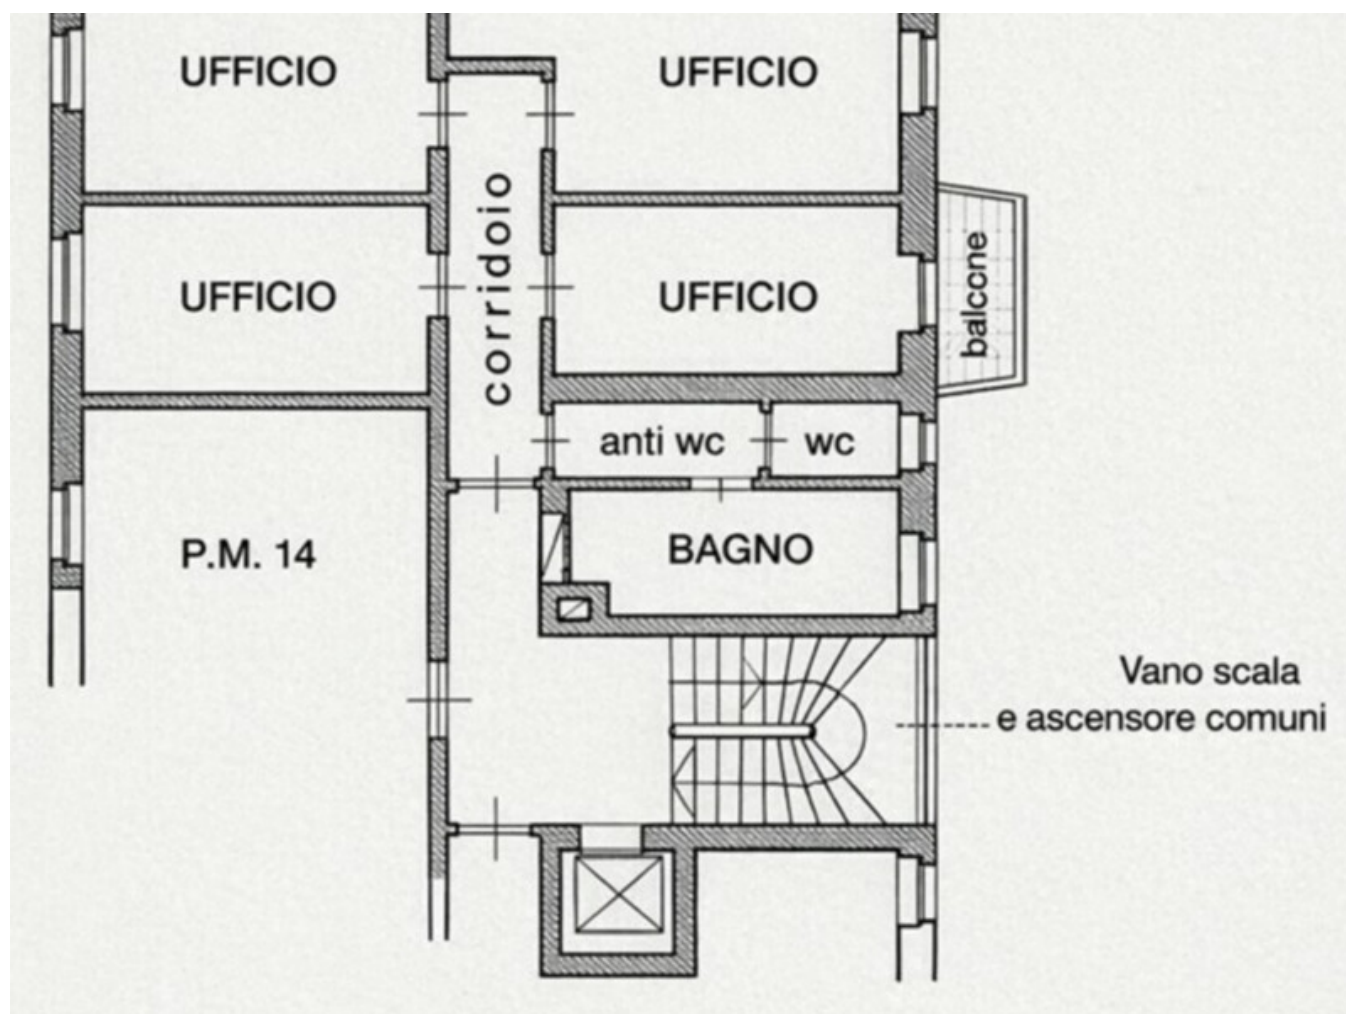 UFFICIO
UFFICIO
corridoio
UFFICIO
UFFICIO
balcone
anti wc
wc
P.M. 14
BAGNO
Vano scala
e ascensore comuni